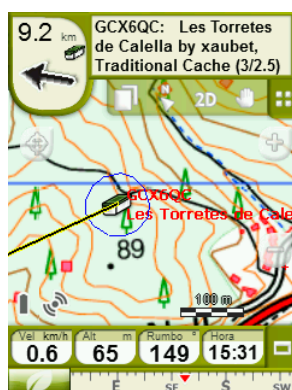 9.2 km
GCX6QC: Les Torretes
de Calella by xaubet,
Traditional Cache (3/2.5)
N
2D
GCX6QC
Les Torretes de Cale
89
100 m
Vel km/h
Alt m
Rumbo °
Hora
0.6
65
149
15:31
E
SE
S
SW